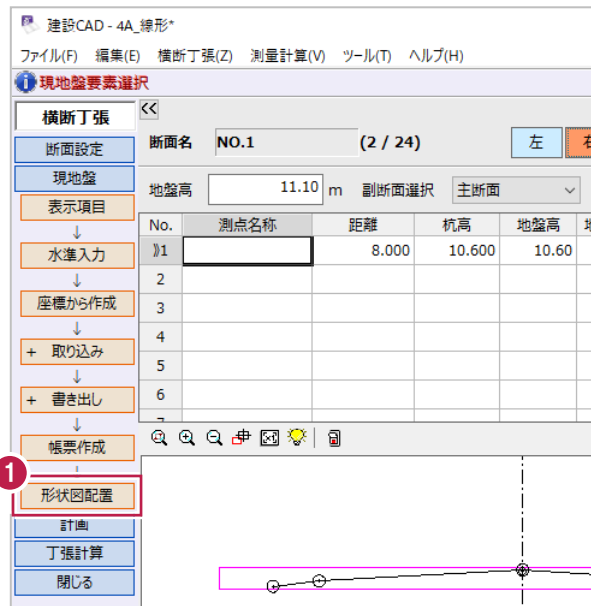 建設CAD - 4A_線形*
ファイル(F) 編集(E) 横断丁張(Z) 測量計算(V) ツール(T) ヘルプ(H)
現地盤要素選択
横断丁張
断面設定
現地盤
表示項目
↓
水準入力
↓
座標から作成
↓
+ 取り込み
↓
+ 書き出し
↓
帳票作成
↓
1
形状図配置
計画
丁張計算
閉じる
<<
断面名 NO.1 (2 / 24) 左 右
地盤高 11.10 m 副断面選択 主断面
No. 測点名称 距離 杭高 地盤高
1 8.000 10.600 10.60
2
3
4
5
6